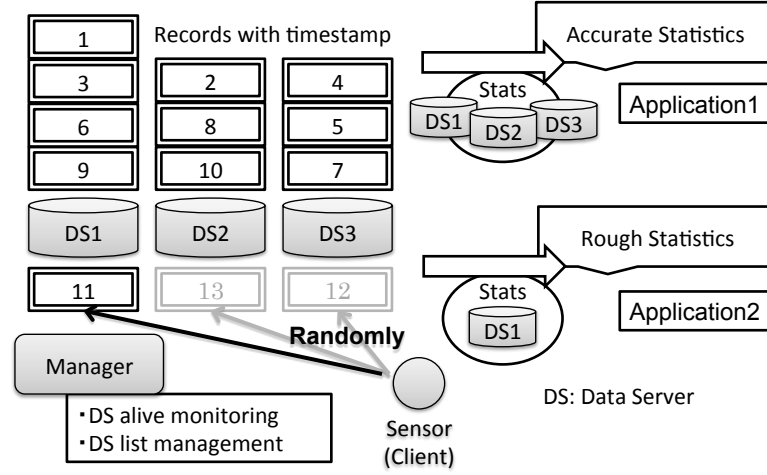 1
Records with timestamp
3
2
4
6
8
5
9
10
7
DS1
DS2
DS3
11
13
12
Randomly
Manager
・DS alive monitoring
・DS list management
Sensor
(Client)
Accurate Statistics
Stats
DS1
DS2
DS3
Application1
Rough Statistics
Stats
DS1
Application2
DS: Data Server